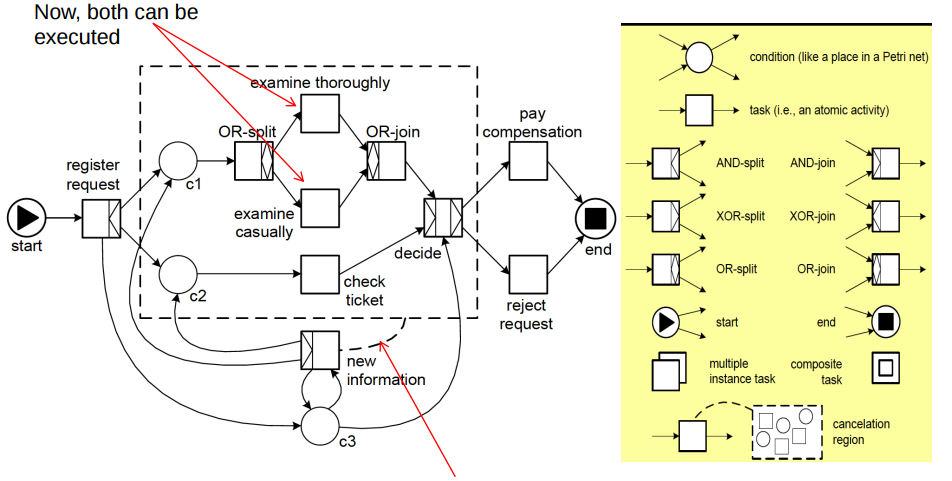 Now, both can be
executed
examine thoroughly
OR-split
OR-join
pay
compensation
register
request
c1
examine
casually
start
decide
end
c2
check
ticket
reject
request
new
information
c3
condition (like a place in a Petri net)
task (i.e., an atomic activity)
AND-split
AND-join
XOR-split
XOR-join
OR-split
OR-join
start
end
multiple
instance task
composite
task
cancelation
region